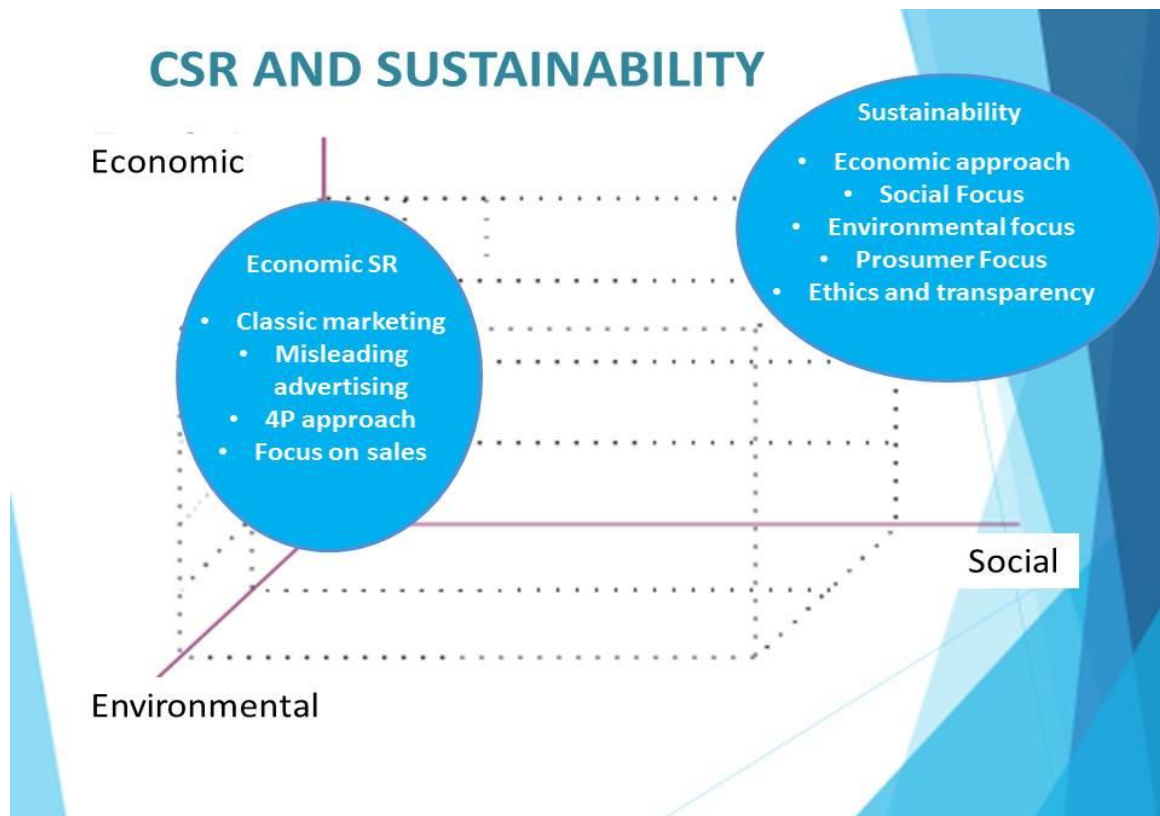 CSR AND SUSTAINABILITY
Economic
Sustainability
• Economic approach
• Social Focus
• Environmental focus
• Prosumer Focus
• Ethics and transparency
Economic SR
• Classic marketing
• Misleading
advertising
• 4P approach
• Focus on sales
Social
Environmental